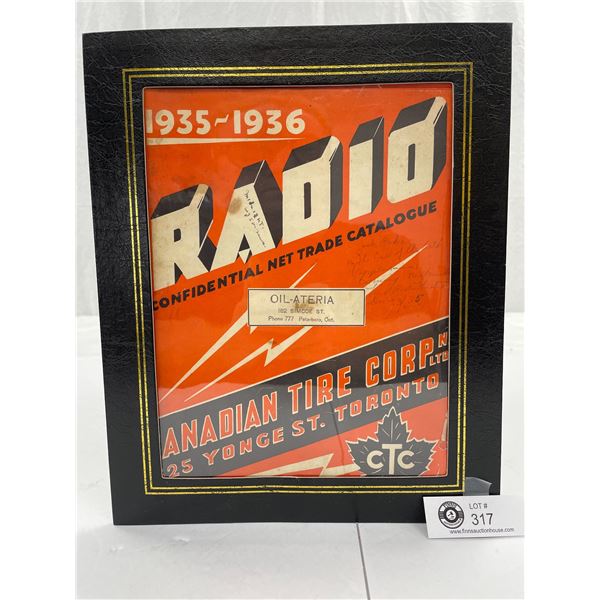 1935~1936
RADIO
CONFIDENTIAL NET TRADE CATALOGUE
OIL-ATERIA
182 SIMCOE ST.
Phone 777 Peterboro, Ont.
ANADIAN TIRE CORPN
LTD
25 YONGE ST. TORONTO
CTC
LOT #
317
www.finnsauctionhouse.com